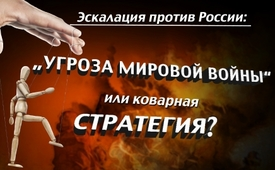 Эскалация против России:
„УГРОЗА МИРОВОЙ ВОЙНЫ“
или коварная
СТРАТЕГИЯ?